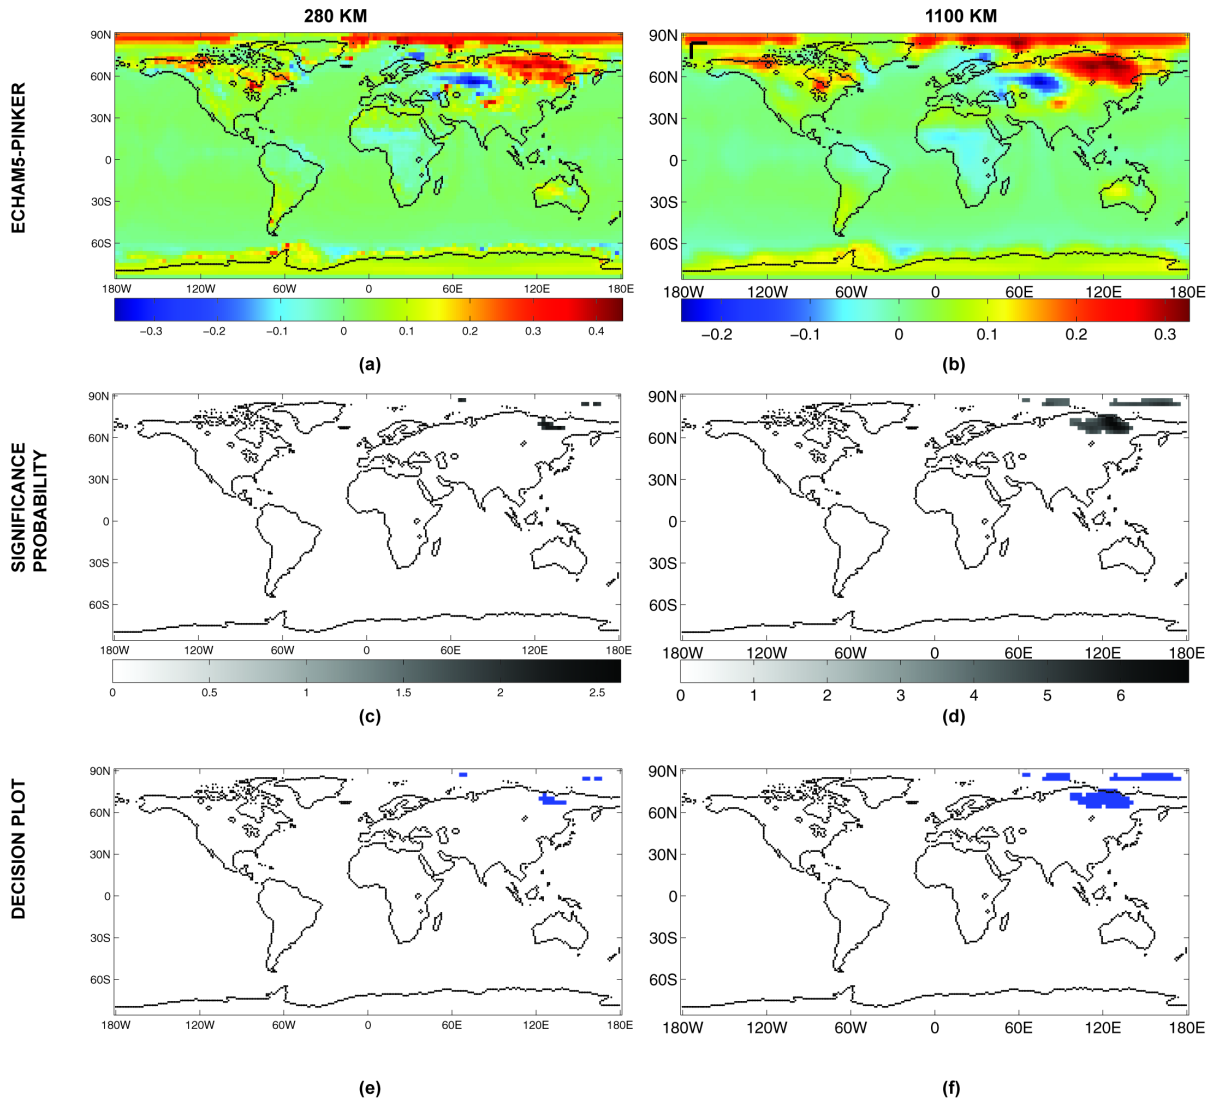 280 KM
1100 KM
ECHAM5-PINKER
90N 60N 30N 0 30S 60S
180W 120W 60W 0 60E 120E 180E
−0.3 −0.2 −0.1 0 0.1 0.2 0.3 0.4
(a)
90N 60N 30N 0 30S 60S
180W 120W 60W 0 60E 120E 180E
−0.2 −0.1 0 0.1 0.2 0.3
(b)
SIGNIFICANCE
PROBABILITY
90N 60N 30N 0 30S 60S
180W 120W 60W 0 60E 120E 180E
0 0.5 1 1.5 2 2.5
(c)
90N 60N 30N 0 30S 60S
180W 120W 60W 0 60E 120E 180E
0 1 2 3 4 5 6
(d)
DECISION PLOT
90N 60N 30N 0 30S 60S
180W 120W 60W 0 60E 120E 180E
(e)
90N 60N 30N 0 30S 60S
180W 120W 60W 0 60E 120E 180E
(f)